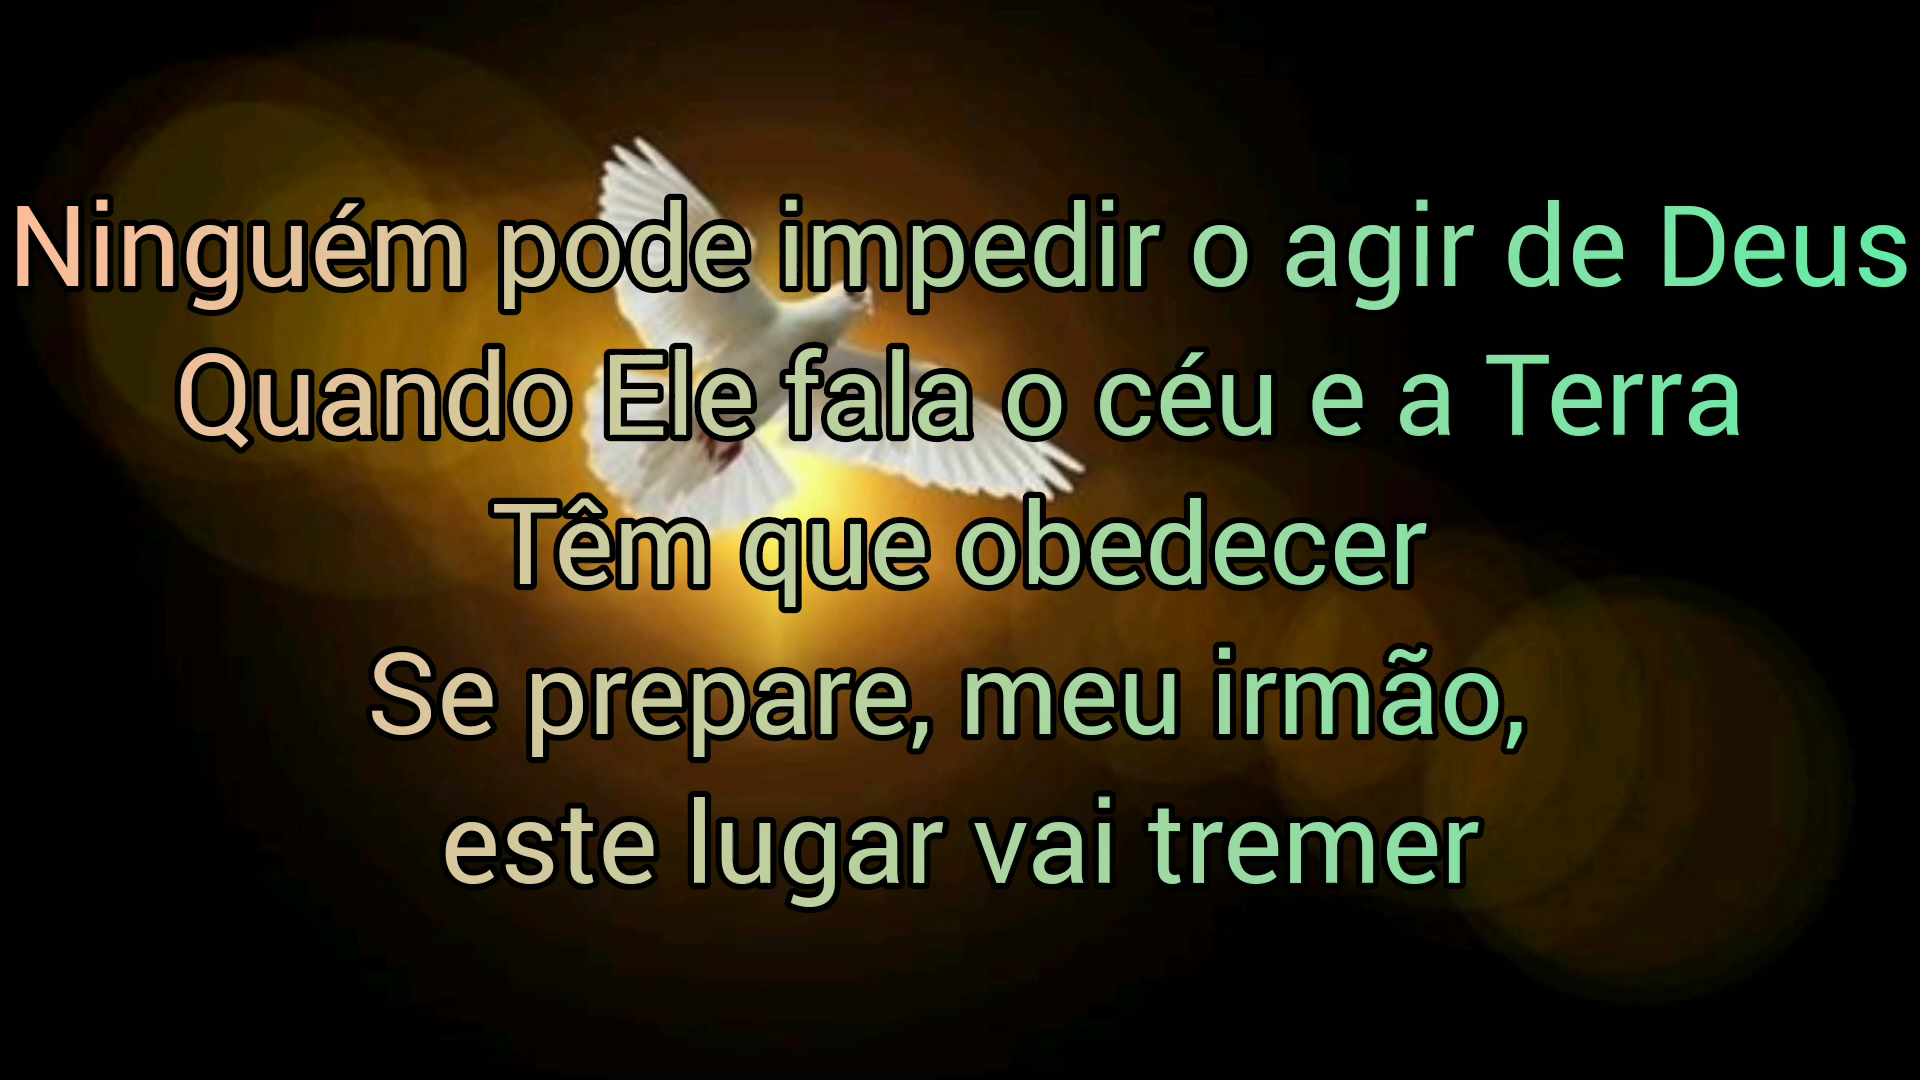 Ninguém pode impedir o agir de Deus
Quando Ele fala o céu e a Terra
Têm que obedecer
Se prepare, meu irmão,
este lugar vai tremer